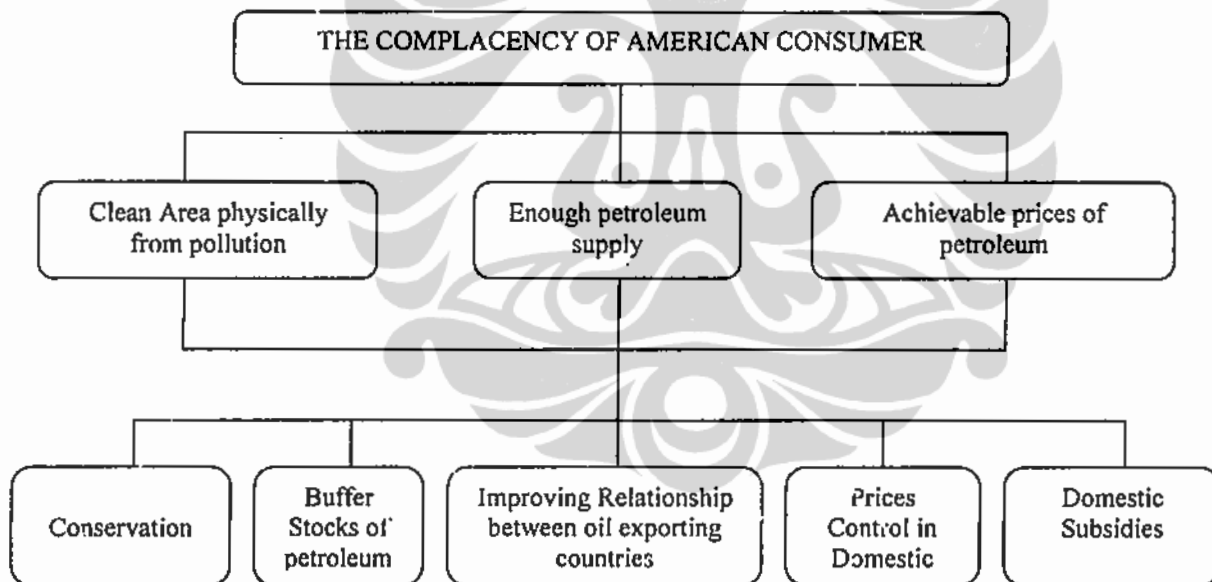 THE COMPLACENCY OF AMERICAN CONSUMER
Clean Area physically
from pollution
Enough petroleum
supply
Achievable prices of
petroleum
Conservation
Buffer
Stocks of
petroleum
Improving Relationship
between oil exporting
countries
Prices
Control in
Domestic
Domestic
Subsidies